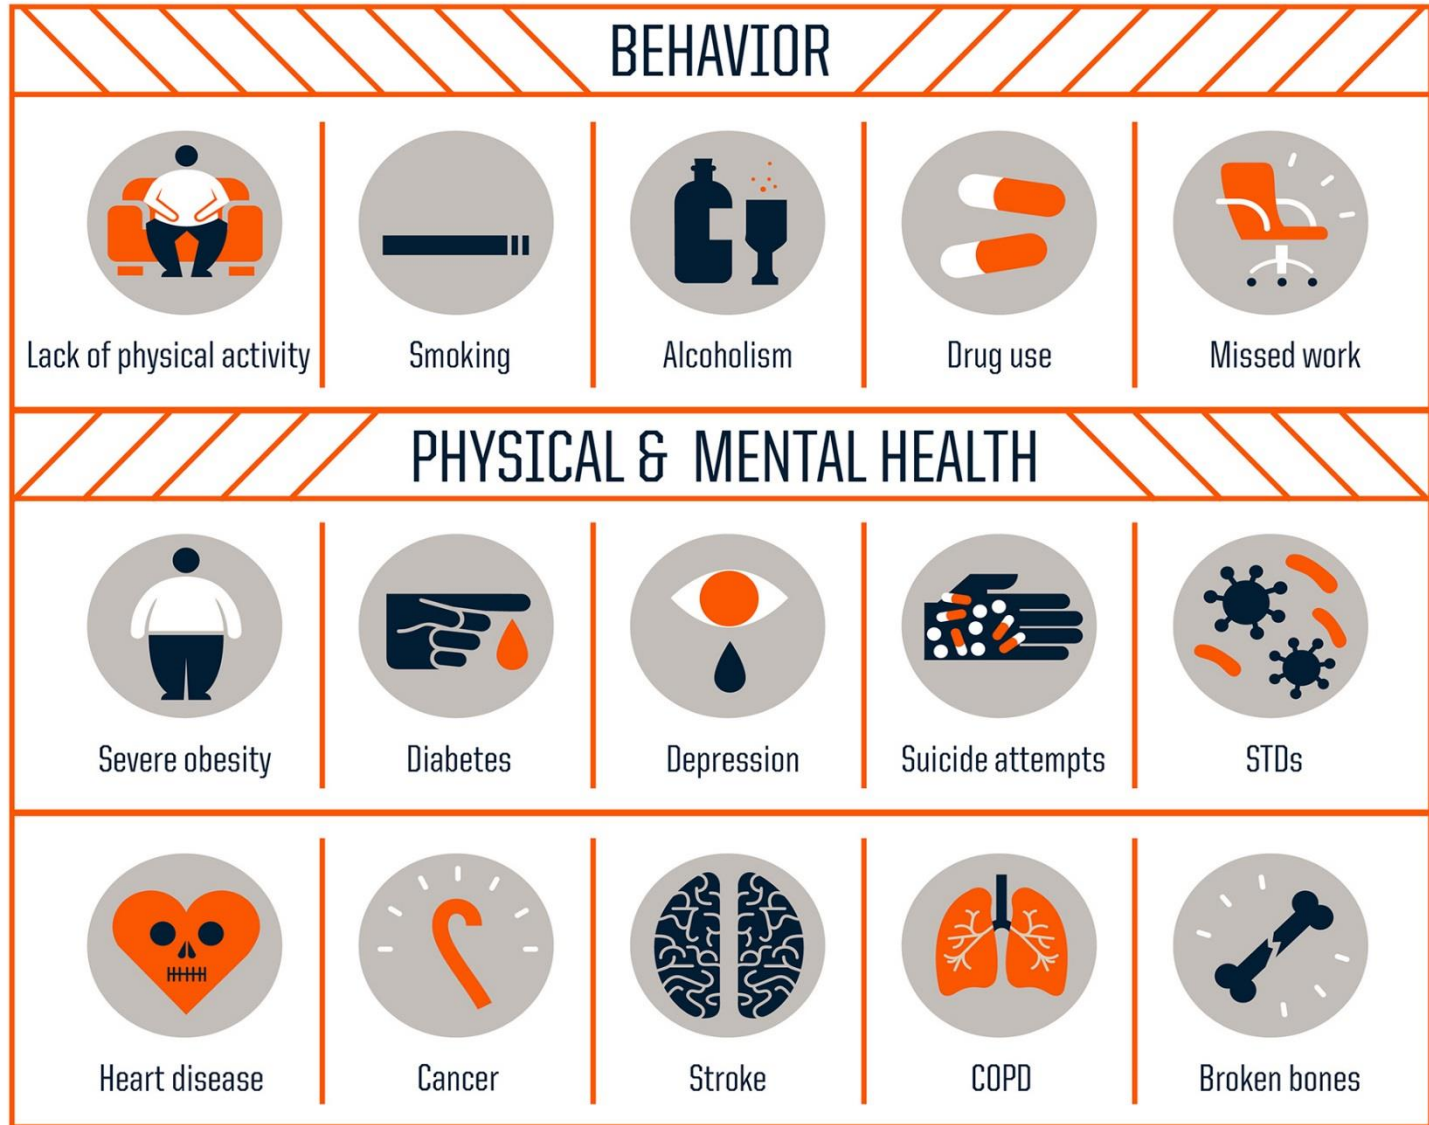 BEHAVIOR
Lack of physical activity
Smoking
Alcoholism
Drug use
Missed work
PHYSICAL & MENTAL HEALTH
Severe obesity
Diabetes
Depression
Suicide attempts
STDs
Heart disease
Cancer
Stroke
COPD
Broken bones